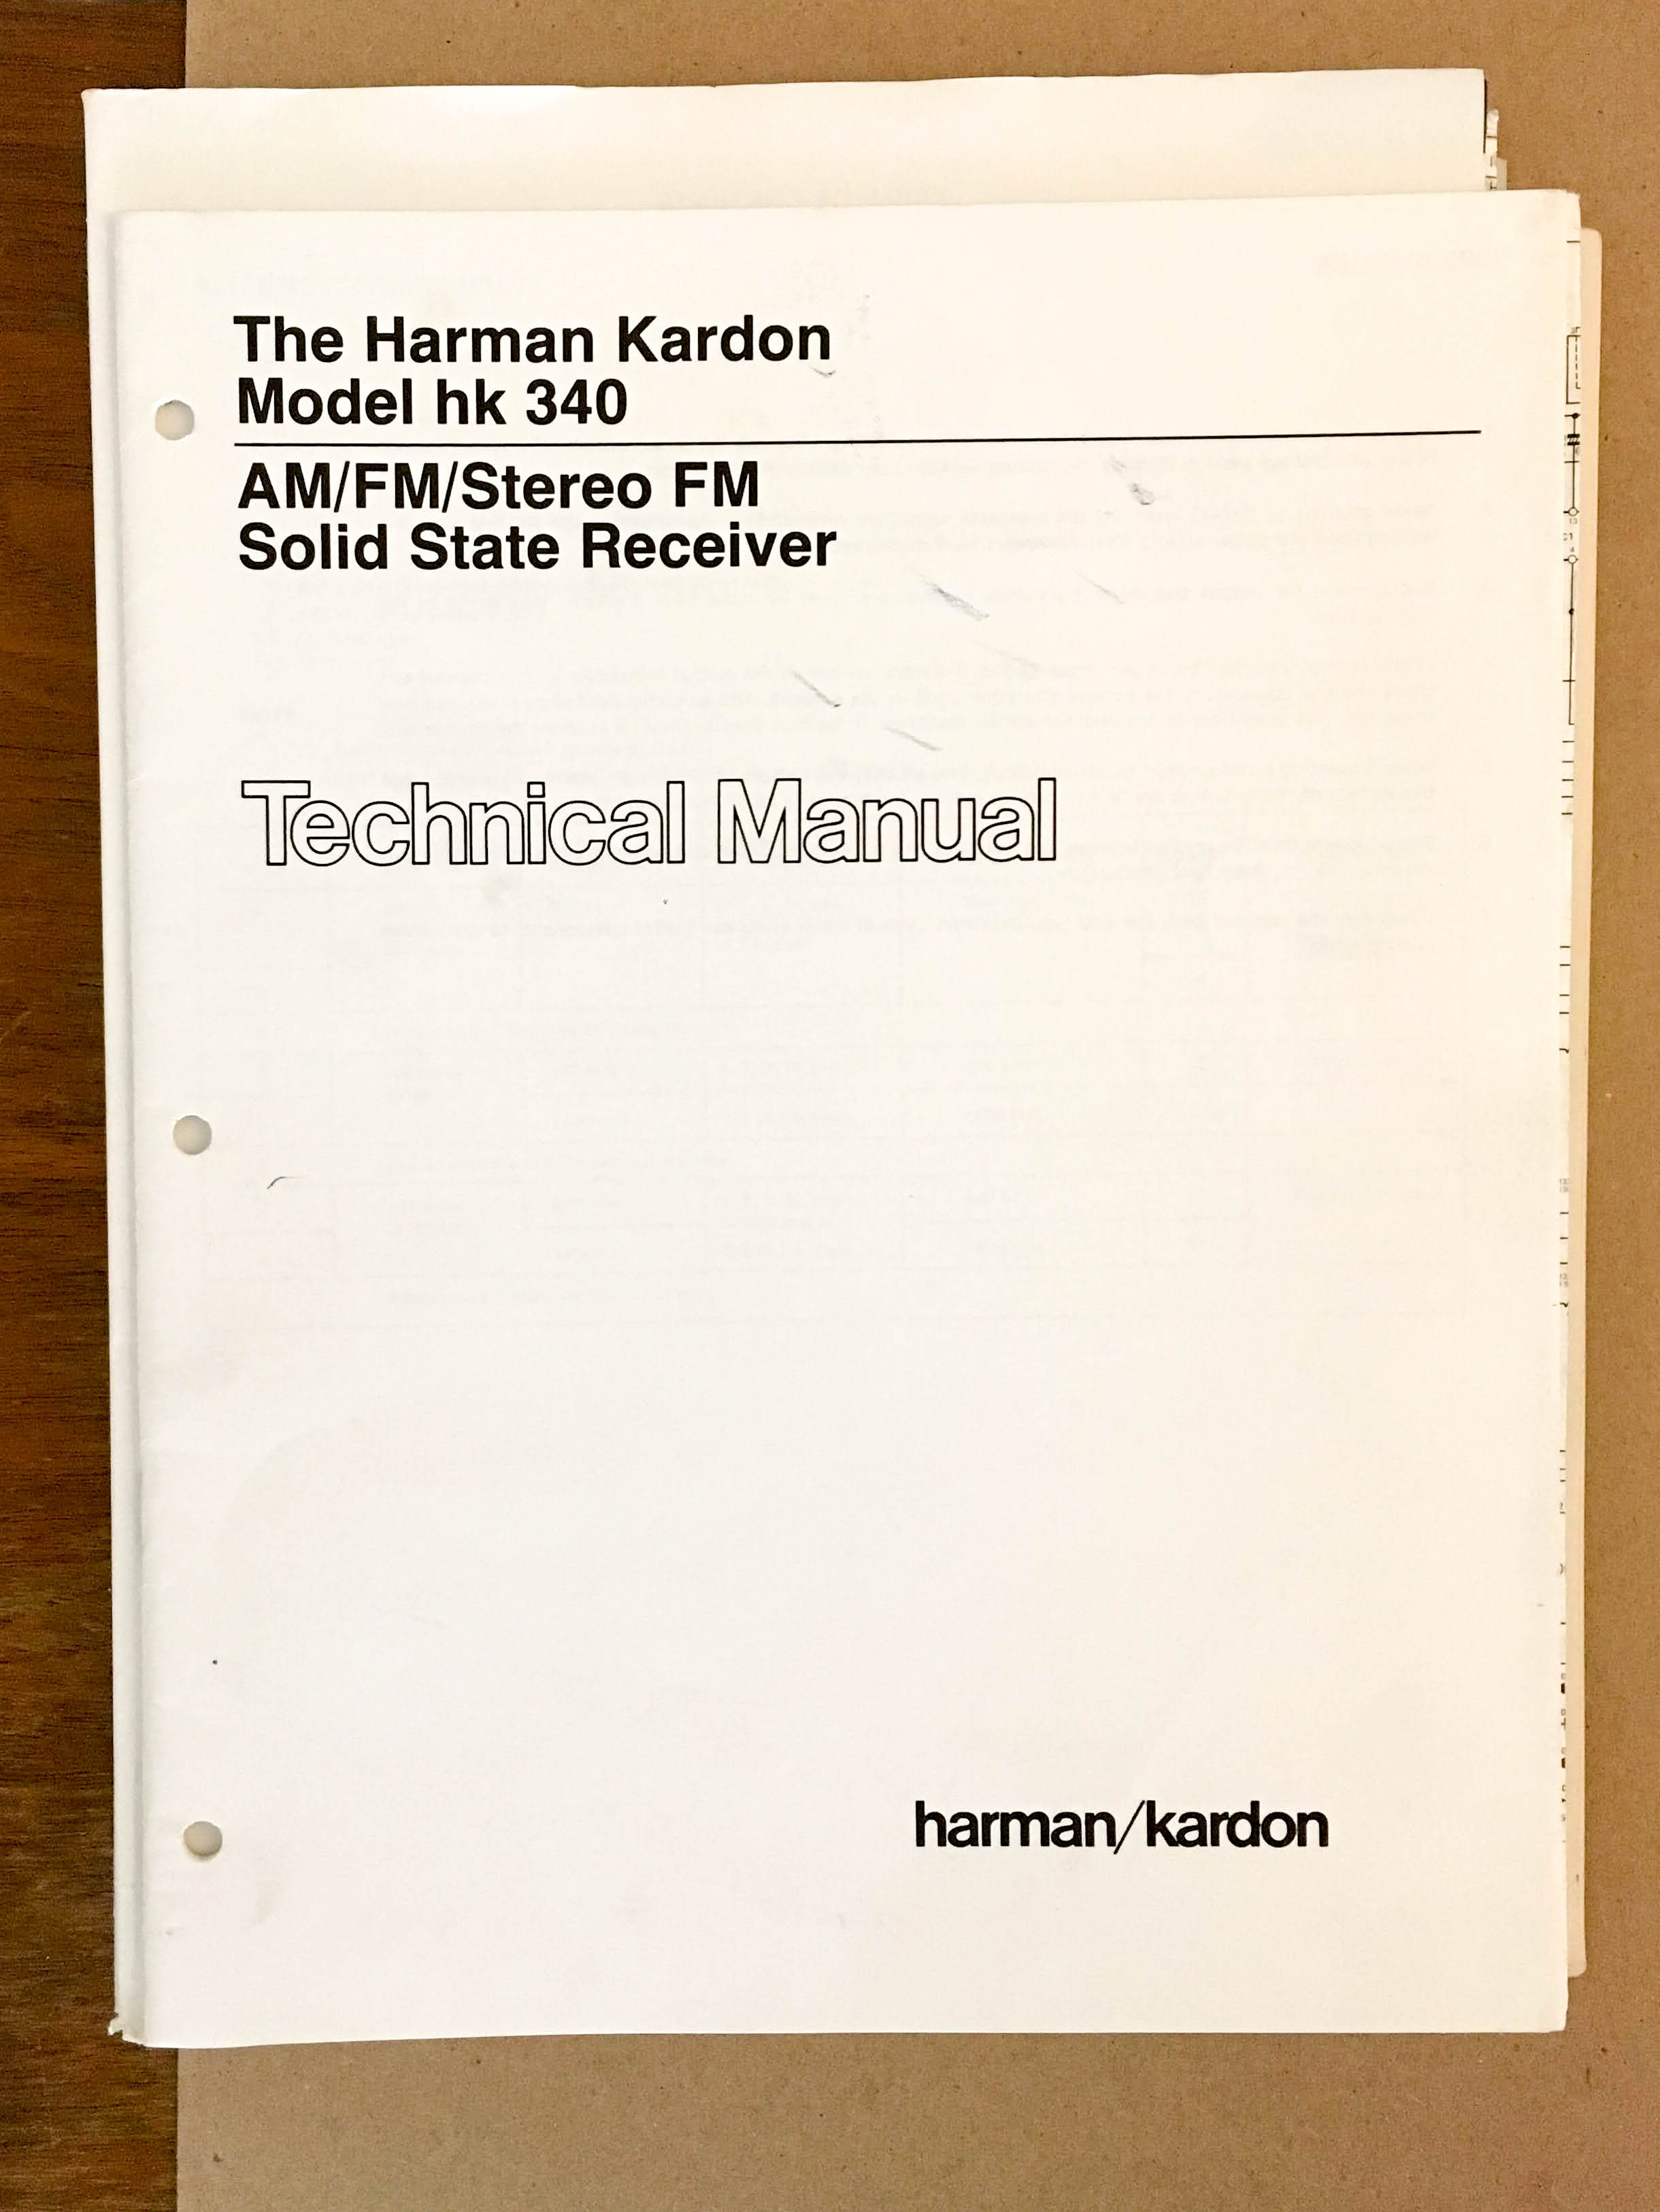 The Harman Kardon
Model hk 340
AM/FM/Stereo FM
Solid State Receiver
Technical Manual
harman/kardon